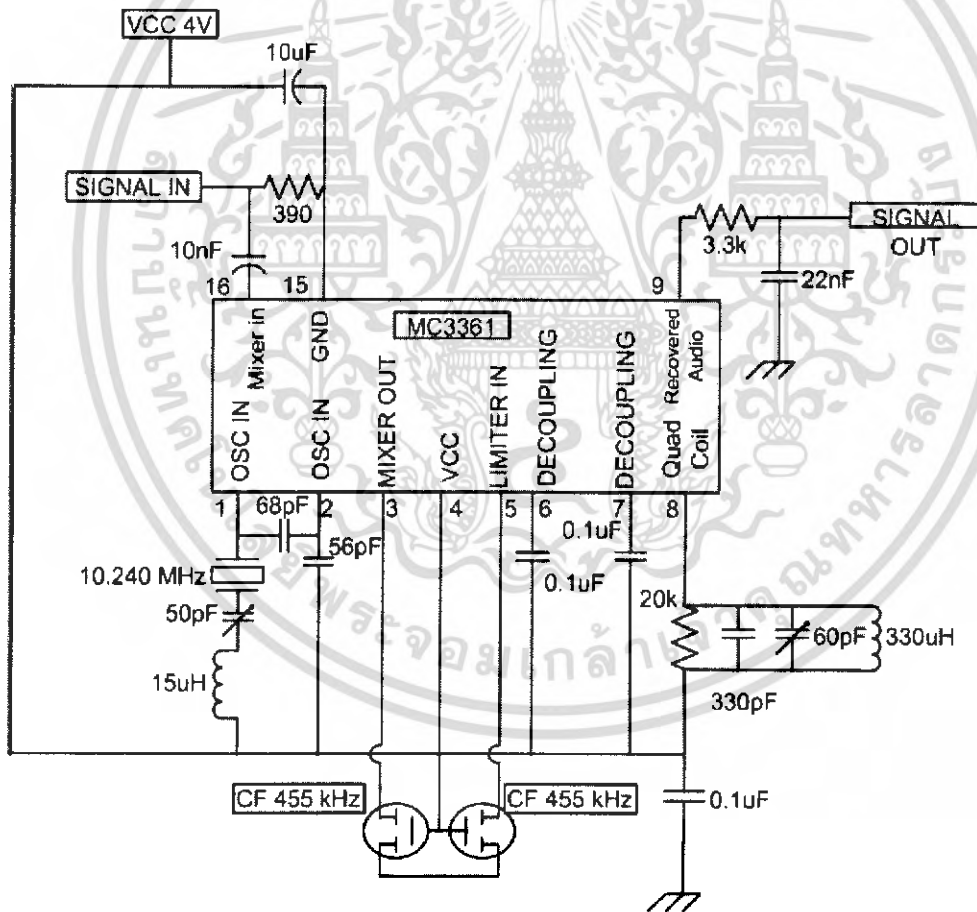 VCC 4V
10uF
SIGNAL IN
390
10nF
3.3k
SIGNAL
OUT
22nF
16
15
9
MC3361
Mixer in
GND
Recovered
Audio
OSC IN
OSC IN
MIXER OUT
VCC
LIMITER IN
DECOUPLING
DECOUPLING
Quad
Coil
1
2
3
4
5
6
7
8
68pF
56pF
0.1uF
0.1uF
10.240 MHz
50pF
15uH
20k
60pF
330uH
330pF
CF 455 kHz
CF 455 kHz
0.1uF